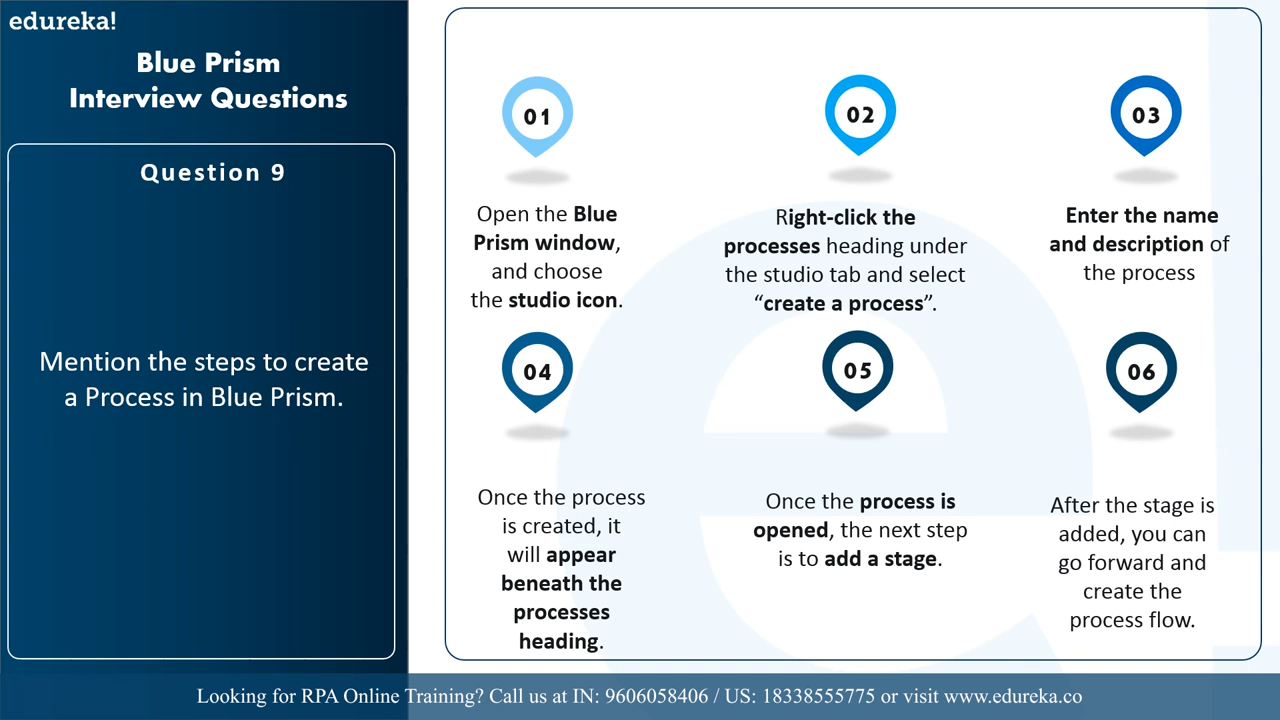 edureka!
Blue Prism
Interview Questions
Question 9
Mention the steps to create
a Process in Blue Prism.
01
Open the Blue
Prism window,
and choose
the studio icon.
02
Right-click the
processes heading under
the studio tab and select
“create a process”.
03
Enter the name
and description of
the process
04
Once the process
is created, it
will appear
beneath the
processes
heading.
05
Once the process is
opened, the next step
is to add a stage.
06
After the stage is
added, you can
go forward and
create the
process flow.
Looking for RPA Online Training? Call us at IN: 9606058406 / US: 18338555775 or visit www.edureka.co